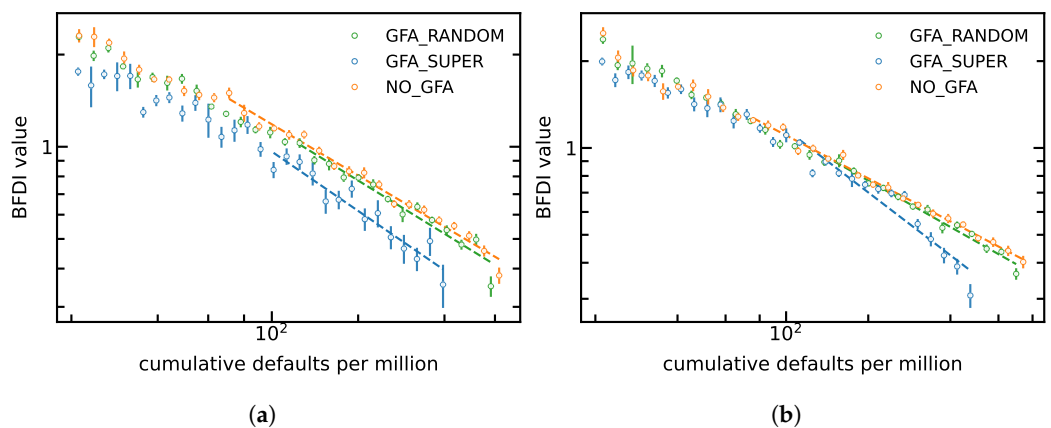 GFA_RANDOM
GFA_SUPER
NO_GFA
BFDI value
1
10²
cumulative defaults per million
(a)
GFA_RANDOM
GFA_SUPER
NO_GFA
BFDI value
1
10²
cumulative defaults per million
(b)